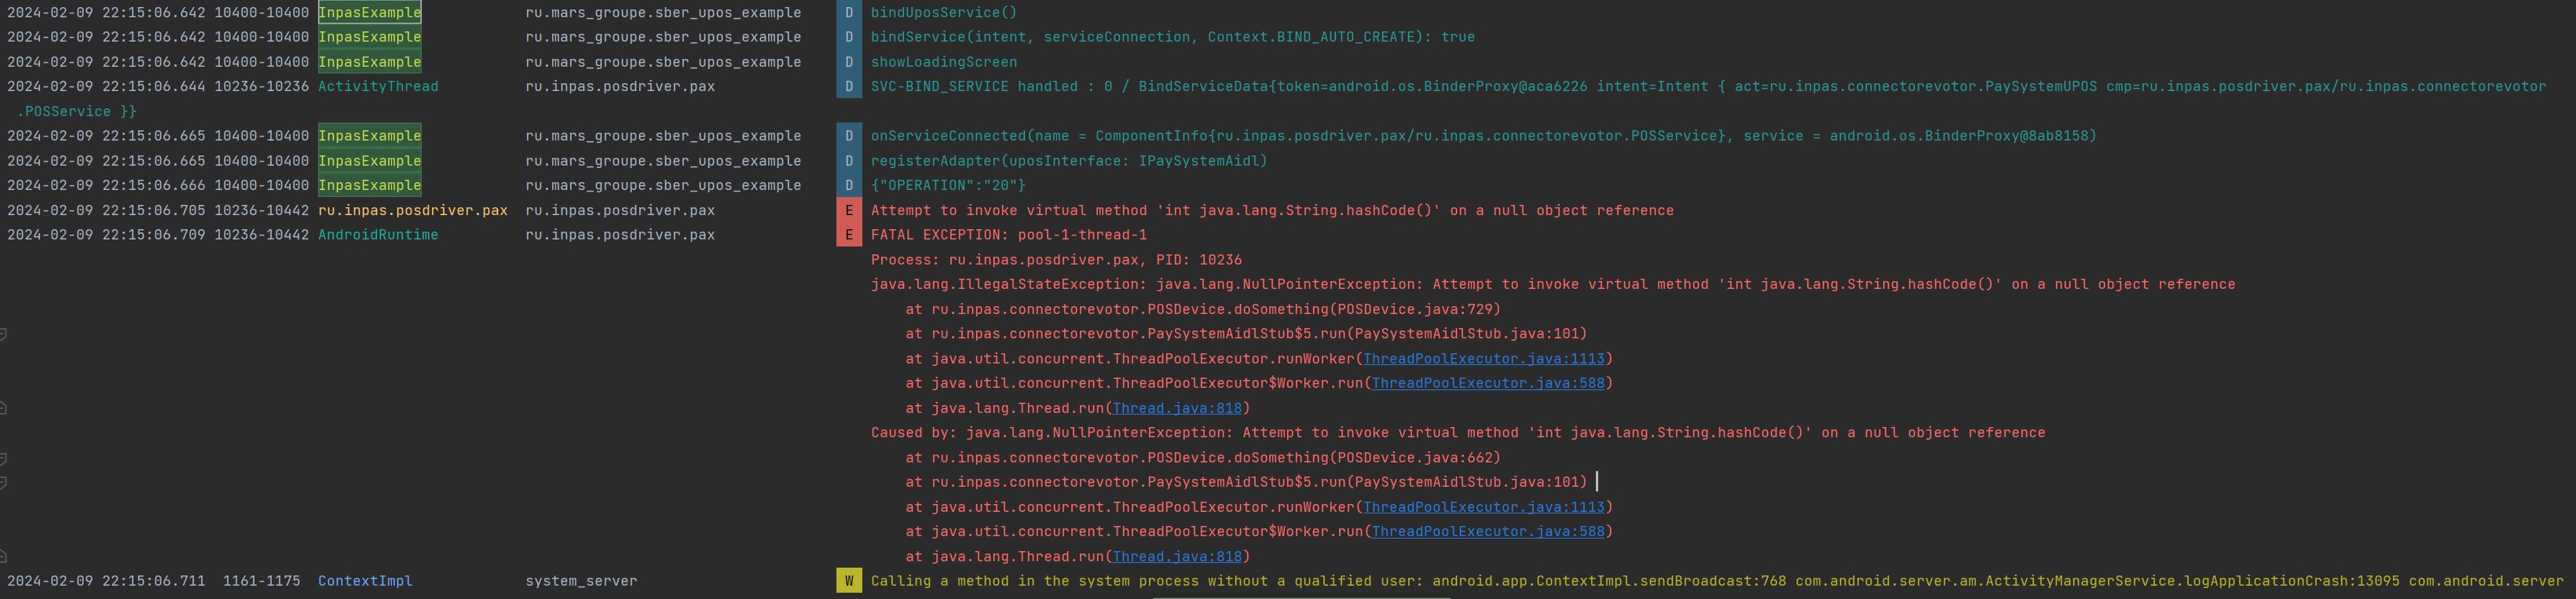 2024-02-09 22:15:06.642 10400-10400 InpasExample ru.mars_groupe.sber_upos_example D bindUposService()
2024-02-09 22:15:06.642 10400-10400 InpasExample ru.mars_groupe.sber_upos_example D bindService(intent, serviceConnection, Context.BIND_AUTO_CREATE): true
2024-02-09 22:15:06.642 10400-10400 InpasExample ru.mars_groupe.sber_upos_example D showLoadingScreen
2024-02-09 22:15:06.644 10236-10236 ActivityThread ru.inpas.posdriver.pax D SVC-BIND_SERVICE handled : 0 / BindServiceData{token=android.os.BinderProxy@aca6226 intent=Intent { act=ru.inpas.connectorevotor.PaySystemUPOS cmp=ru.inpas.posdriver.pax/ru.inpas.connectorevotor
.POSService }}
2024-02-09 22:15:06.665 10400-10400 InpasExample ru.mars_groupe.sber_upos_example D onServiceConnected(name = ComponentInfo{ru.inpas.posdriver.pax/ru.inpas.connectorevotor.POSService}, service = android.os.BinderProxy@8ab8158)
2024-02-09 22:15:06.665 10400-10400 InpasExample ru.mars_groupe.sber_upos_example D registerAdapter(uposInterface: IPaySystemAidl)
2024-02-09 22:15:06.666 10400-10400 InpasExample ru.mars_groupe.sber_upos_example D {"OPERATION":"20"}
2024-02-09 22:15:06.705 10236-10442 ru.inpas.posdriver.pax ru.inpas.posdriver.pax E Attempt to invoke virtual method 'int java.lang.String.hashCode()' on a null object reference
2024-02-09 22:15:06.709 10236-10442 AndroidRuntime ru.inpas.posdriver.pax E FATAL EXCEPTION: pool-1-thread-1
Process: ru.inpas.posdriver.pax, PID: 10236
java.lang.IllegalStateException: java.lang.NullPointerException: Attempt to invoke virtual method 'int java.lang.String.hashCode()' on a null object reference
at ru.inpas.connectorevotor.POSDevice.doSomething(POSDevice.java:729)
at ru.inpas.connectorevotor.PaySystemAidlStub$5.run(PaySystemAidlStub.java:101)
at java.util.concurrent.ThreadPoolExecutor.runWorker(ThreadPoolExecutor.java:1113)
at java.util.concurrent.ThreadPoolExecutor$Worker.run(ThreadPoolExecutor.java:588)
at java.lang.Thread.run(Thread.java:818)
Caused by: java.lang.NullPointerException: Attempt to invoke virtual method 'int java.lang.String.hashCode()' on a null object reference
at ru.inpas.connectorevotor.POSDevice.doSomething(POSDevice.java:662)
at ru.inpas.connectorevotor.PaySystemAidlStub$5.run(PaySystemAidlStub.java:101)
at java.util.concurrent.ThreadPoolExecutor.runWorker(ThreadPoolExecutor.java:1113)
at java.util.concurrent.ThreadPoolExecutor$Worker.run(ThreadPoolExecutor.java:588)
at java.lang.Thread.run(Thread.java:818)
2024-02-09 22:15:06.711 1161-1175 ContextImpl system_server W Calling a method in the system process without a qualified user: android.app.ContextImpl.sendBroadcast:768 com.android.server.am.ActivityManagerService.logApplicationCrash:13095 com.android.server